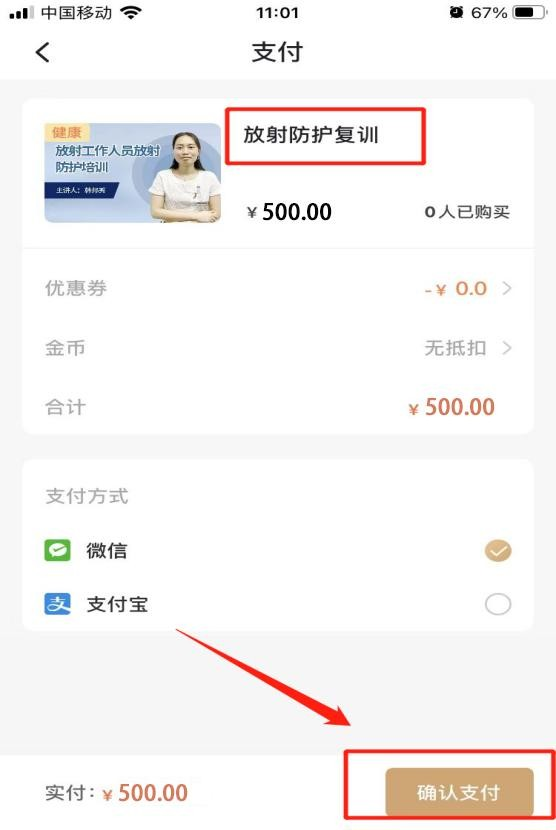 中国移动
11:01
67%
支付
健康
放射工作人员放射
防护培训
放射防护复训
¥ 500.00
0人已购买
优惠券
-¥ 0.0
金币
无抵扣
合计
¥ 500.00
支付方式
微信
支
支付宝
实付: ¥ 500.00
确认支付